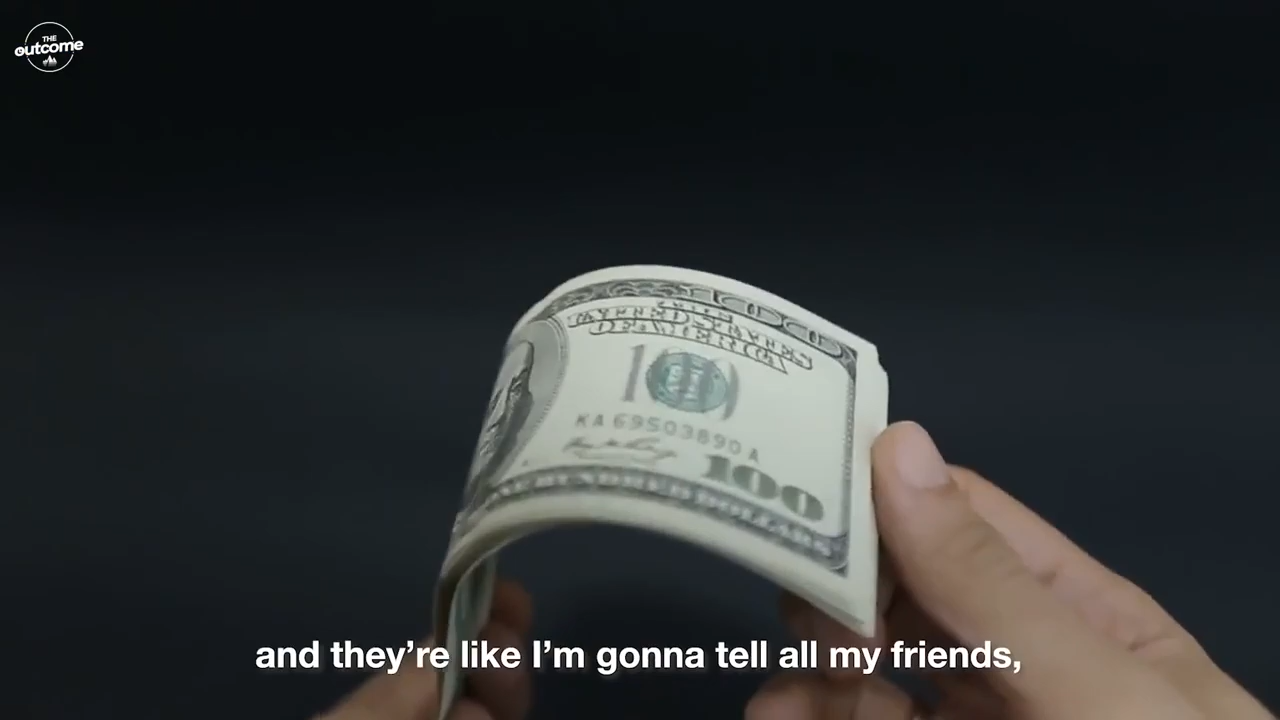 THE
outcome
100
UNITED STATES
OF AMERICA
100
KA 69503890 A
100
ONE HUNDRED DOLLARS
and they’re like I’m gonna tell all my friends,